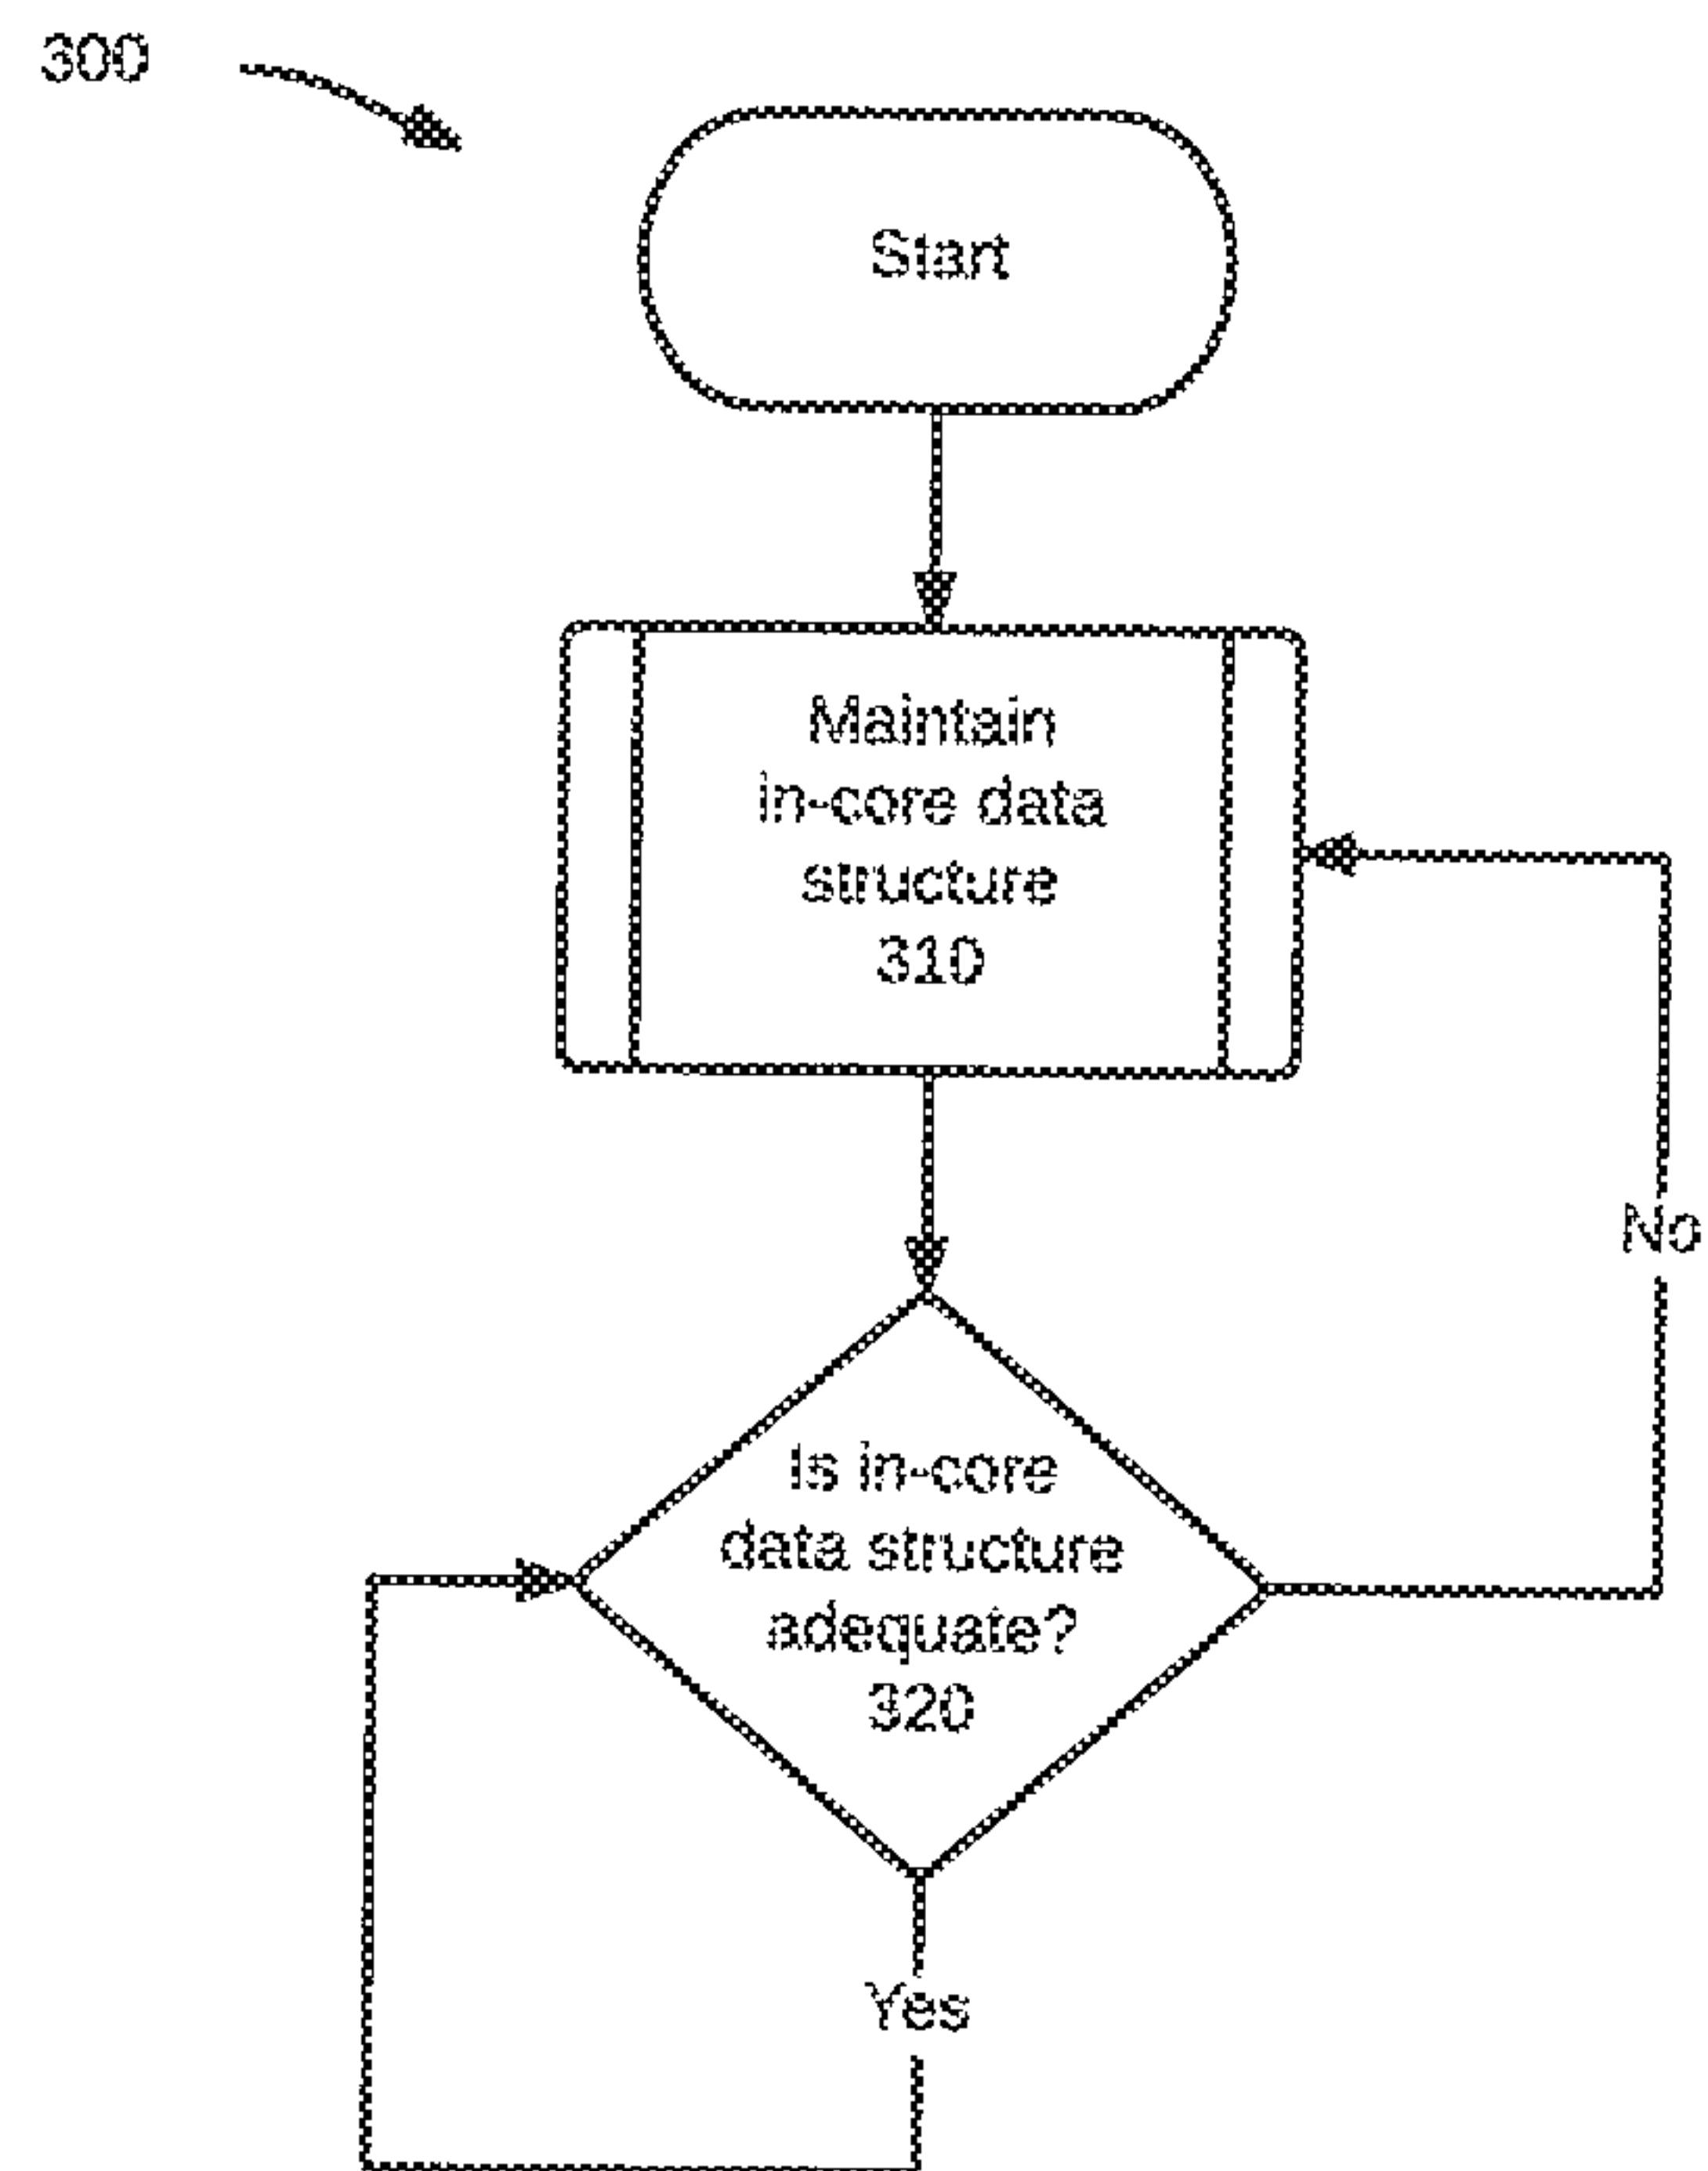 300
Start
Maintain
in-core data
structure
310
No
Is in-core
data structure
adequate?
320
Yes